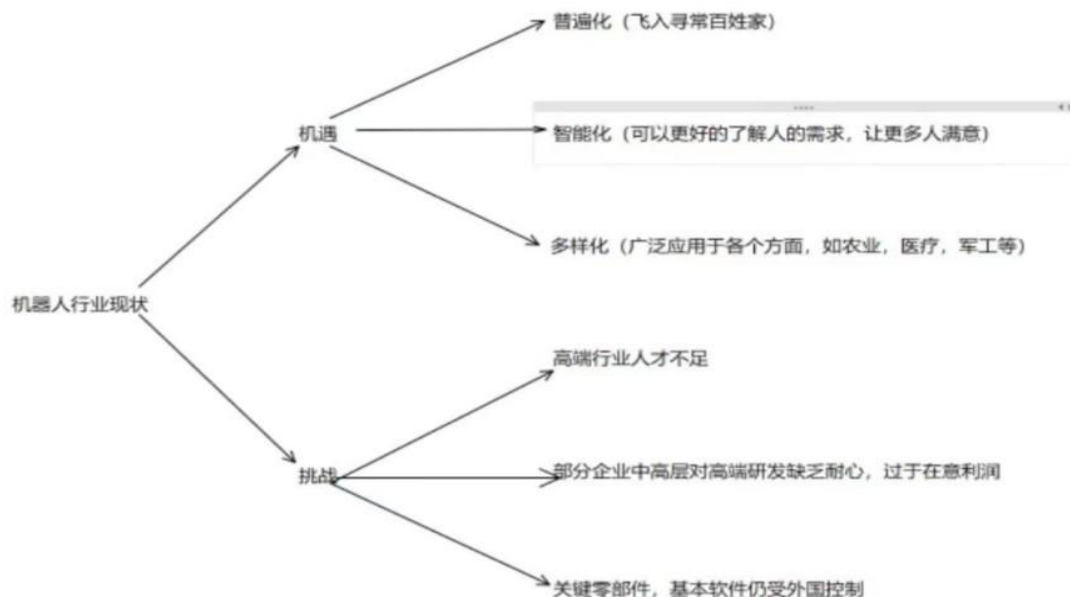 普遍化（飞入寻常百姓家）
机遇
智能化（可以更好的了解人的需求，让更多人满意）
多样化（广泛应用于各个方面，如农业，医疗，军工等）
机器人行业现状
高端行业人才不足
挑战
部分企业中高层对高端研发缺乏耐心，过于在意利润
关键零部件，基本软件仍受外国控制